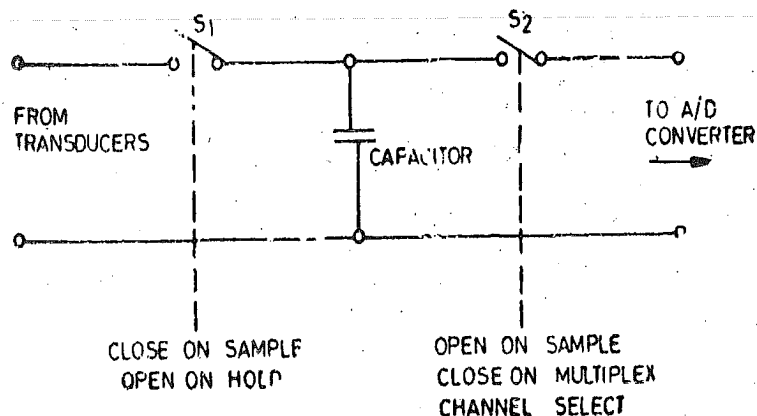 S1
S2
FROM
TRANSDUCERS
CAPACITOR
TO A/D
CONVERTER
CLOSE ON SAMPLE
OPEN ON HOLD
OPEN ON SAMPLE
CLOSE ON MULTIPLEX
CHANNEL SELECT